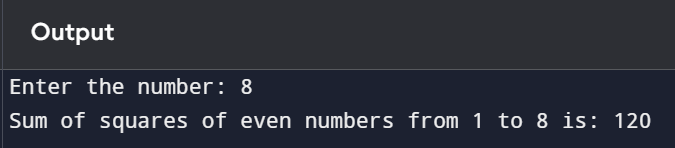 Output
Enter the number: 8
Sum of squares of even numbers from 1 to 8 is: 120